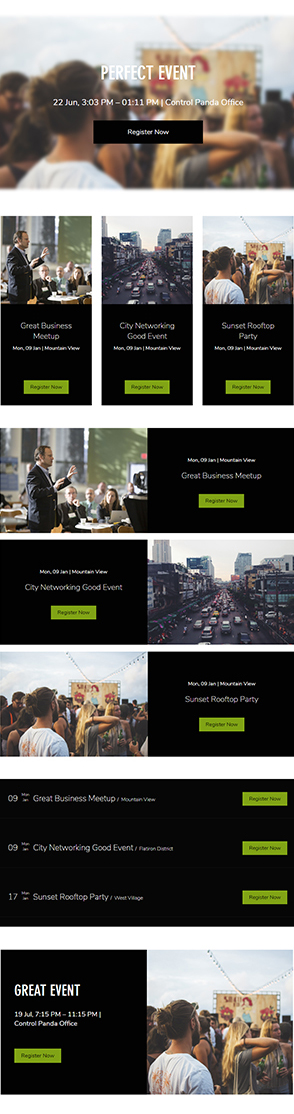 PERFECT EVENT
22 Jun, 3:03 PM – 01:11 PM | Control Panda Office
Register Now
Great Business
Meetup
Mon, 09 Jan | Mountain View
Register Now
City Networking
Good Event
Mon, 09 Jan | Mountain View
Register Now
Sunset Rooftop
Party
Mon, 09 Jan | Mountain View
Register Now
Mon, 09 Jan | Mountain View
Great Business Meetup
Register Now
Mon, 09 Jan | Mountain View
City Networking Good Event
Register Now
Mon, 09 Jan | Mountain View
Sunset Rooftop Party
Register Now
09 Mon Jan Great Business Meetup / Mountain View Register Now
09 Mon Jan City Networking Good Event / Flatiron District Register Now
17 Mon Jan Sunset Rooftop Party / West Village Register Now
GREAT EVENT
19 Jul, 7:15 PM – 11:15 PM |
Control Panda Office
Register Now